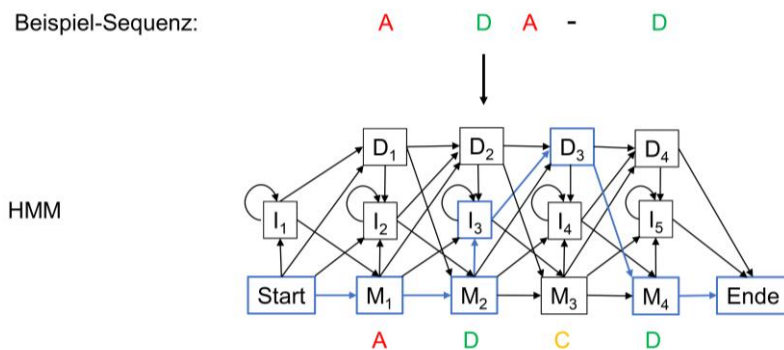 Beispiel-Sequenz: A D A - D
D₁ D₂ D₃ D₄
HMM I₁ I₂ I₃ I₄ I₅
Start M₁ M₂ M₃ M₄ Ende
A D C D